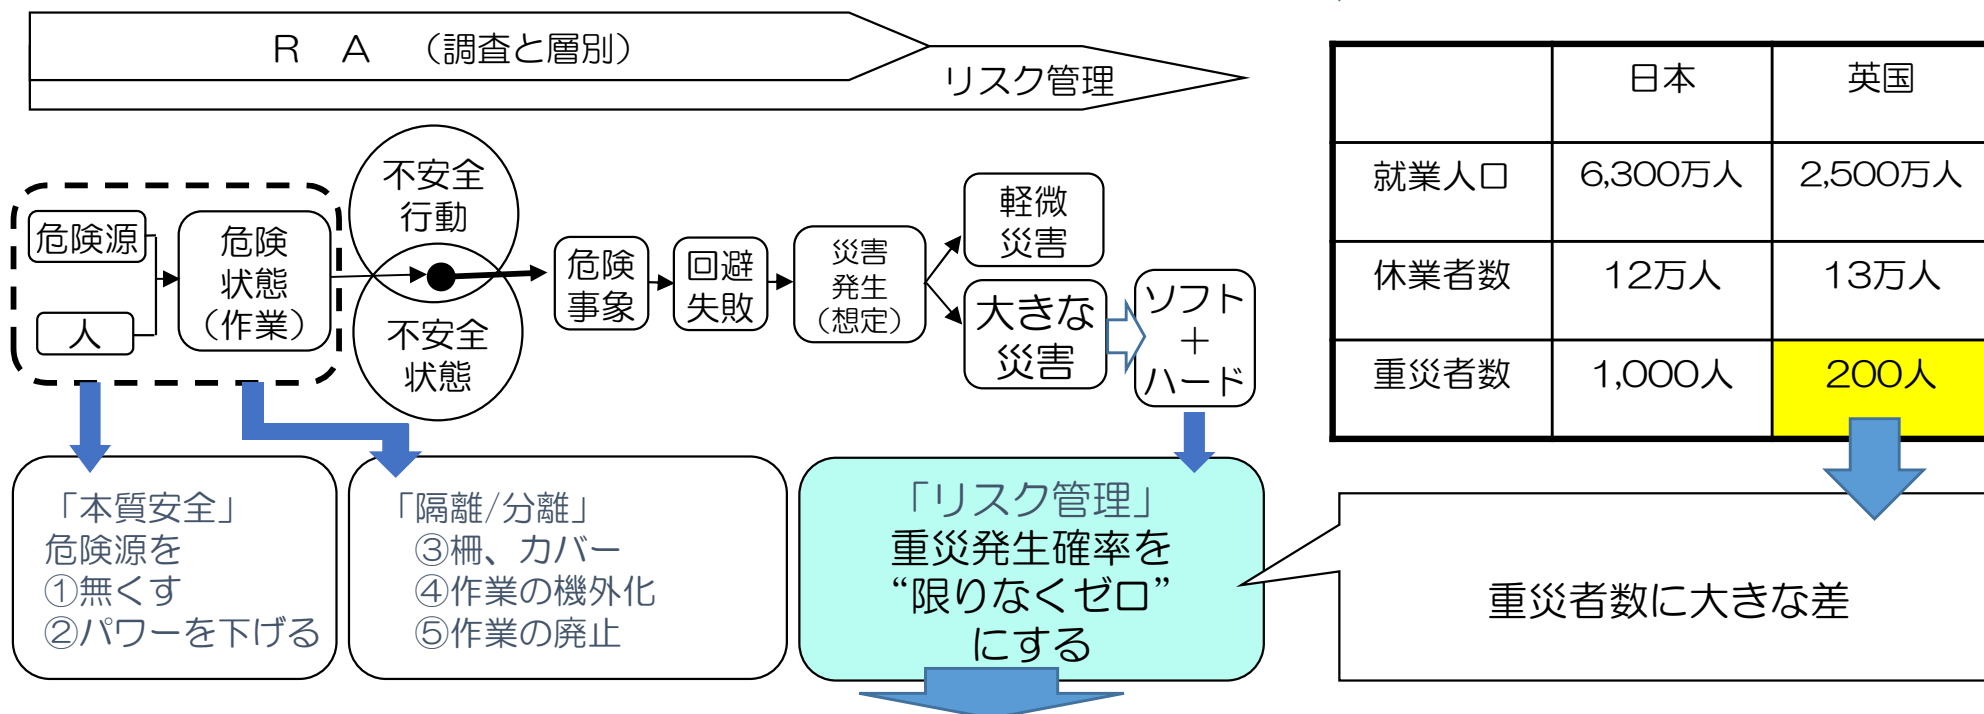 ＲＡ（調査と層別）
リスク管理
危険源
人
危険
状態
（作業）
不安全
行動
不安全
状態
危険
事象
回避
失敗
災害
発生
（想定）
軽微
災害
大きな
災害
ソフト
＋
ハード
「本質安全」
危険源を
①無くす
②パワーを下げる
「隔離/分離」
③柵、カバー
④作業の機外化
⑤作業の廃止
「リスク管理」
重災発生確率を
“限りなくゼロ”
にする
日本 英国
就業人口 6,300万人 2,500万人
休業者数 12万人 13万人
重災者数 1,000人 200人
重災者数に大きな差